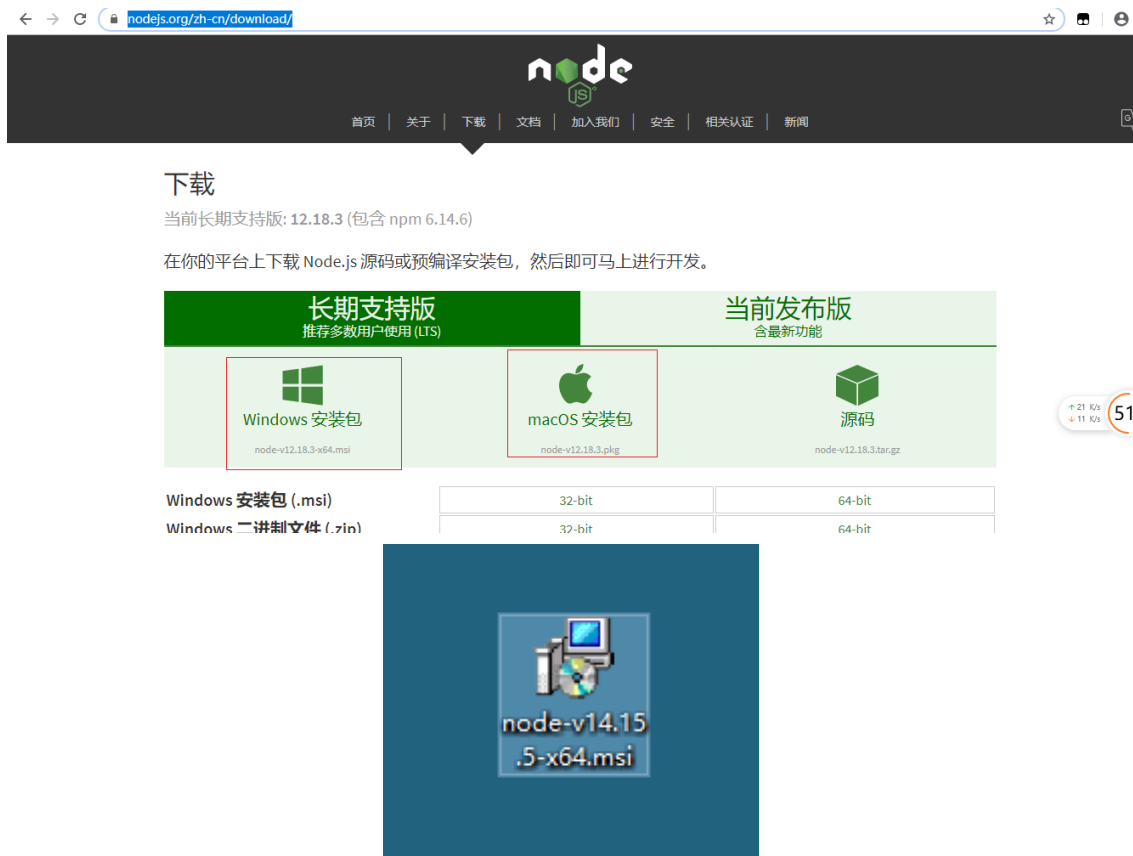 nodejs.org/zh-cn/download/
node
JS
首页 | 关于 | 下载 | 文档 | 加入我们 | 安全 | 相关认证 | 新闻
下载
当前长期支持版: 12.18.3 (包含 npm 6.14.6)
在你的平台上下载 Node.js 源码或预编译安装包，然后即可马上进行开发。
长期支持版 当前发布版
推荐多数用户使用 (LTS) 含最新功能
Windows 安装包 macOS 安装包 源码
node-v12.18.3-x64.msi node-v12.18.3.pkg node-v12.18.3.tar.gz
↑ 21 K/s
↓ 11 K/s
51
Windows 安装包 (.msi) 32-bit 64-bit
Windows 二进制文件 (.zip) 32-bit 64-bit
node-v14.15
.5-x64.msi